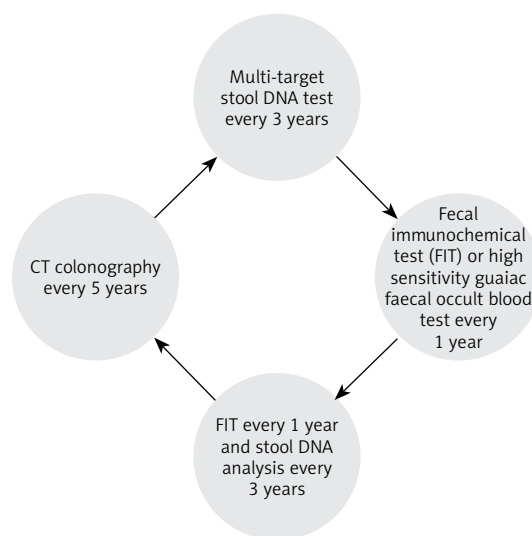 Multi-target
stool DNA test
every 3 years
Fecal
immunochemical
test (FIT) or high
sensitivity guaiac
faecal occult blood
test every
1 year
CT colonography
every 5 years
FIT every 1 year
and stool DNA
analysis every
3 years